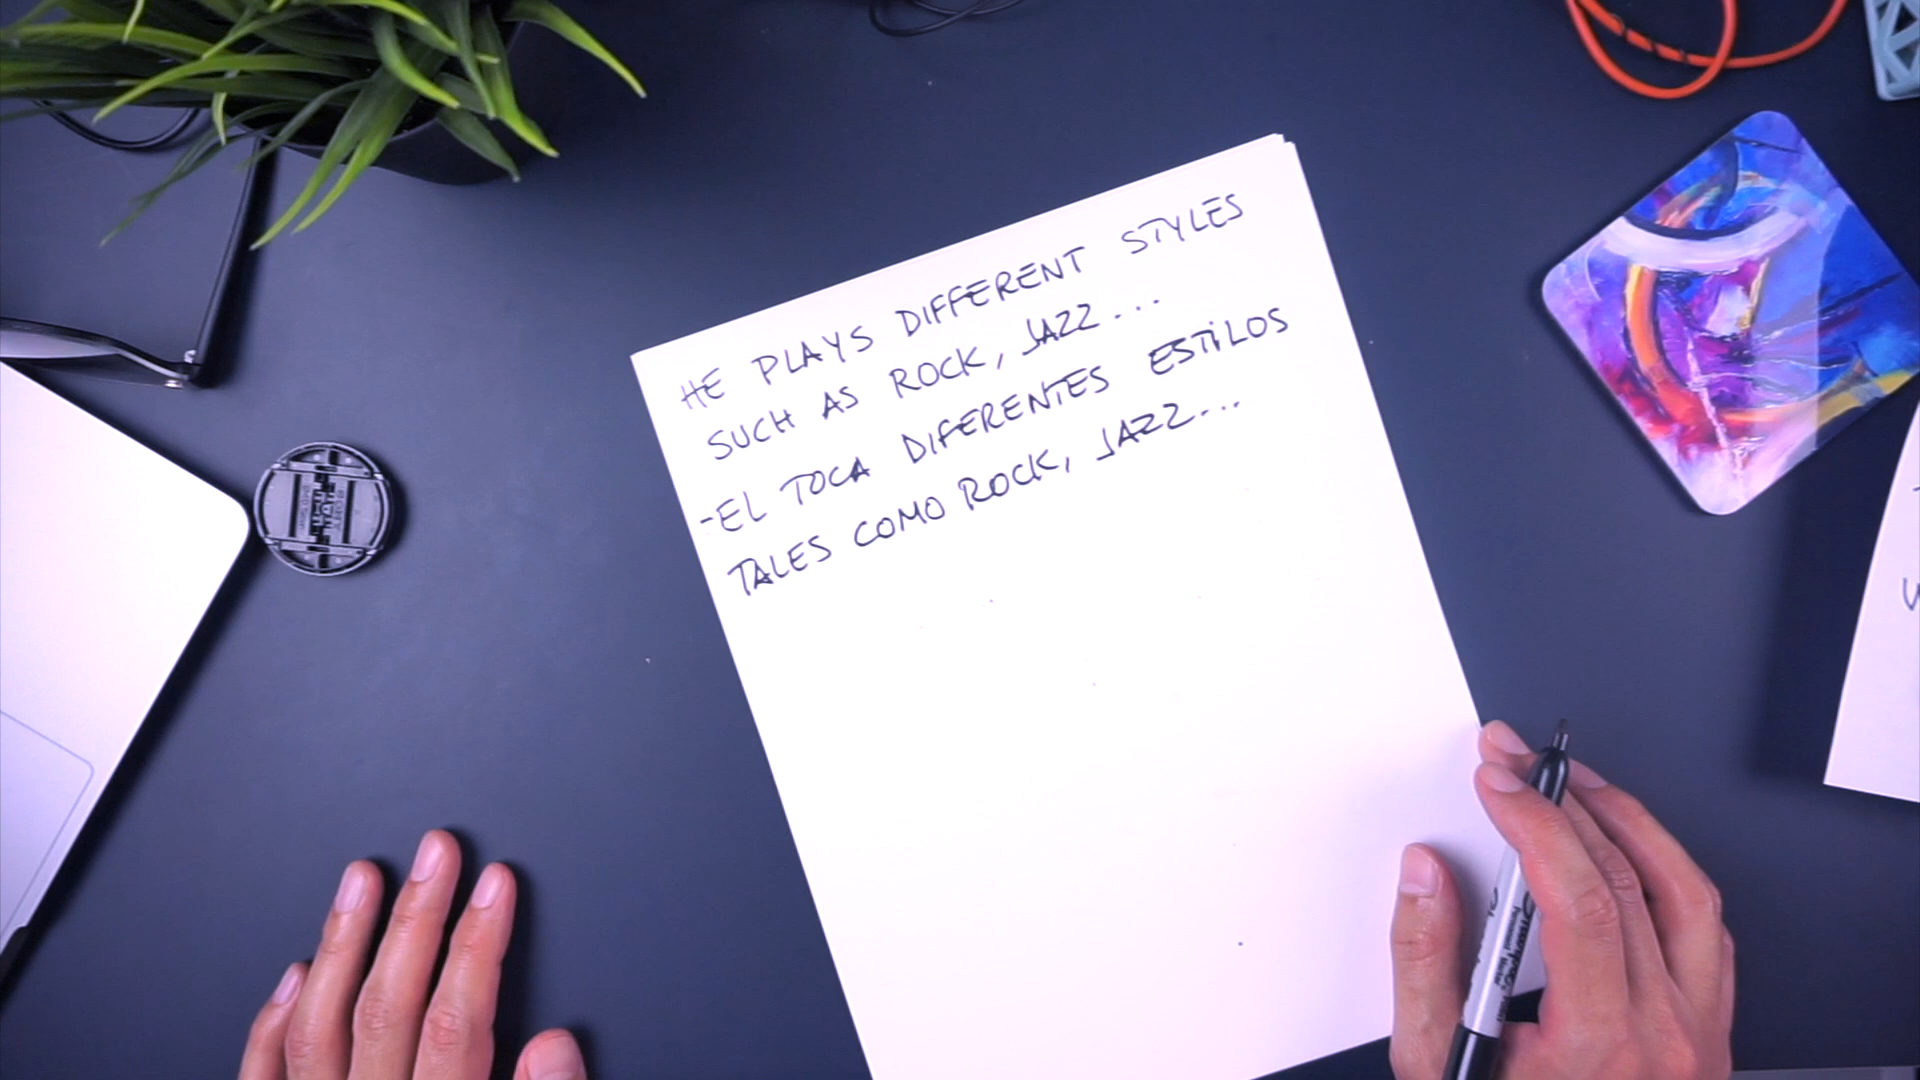 HE PLAYS DIFFERENT STYLES
SUCH AS ROCK, JAZZ...
-EL TOCA DIFERENTES ESTILOS
TALES COMO ROCK, JAZZ...